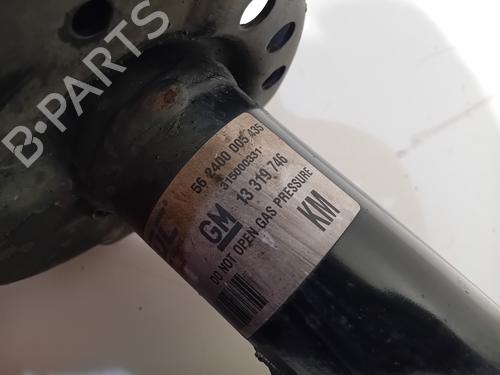 B-PARTS
56 2400 005 435
315000331
GM 13 319 746
DO NOT OPEN GAS PRESSURE
KM